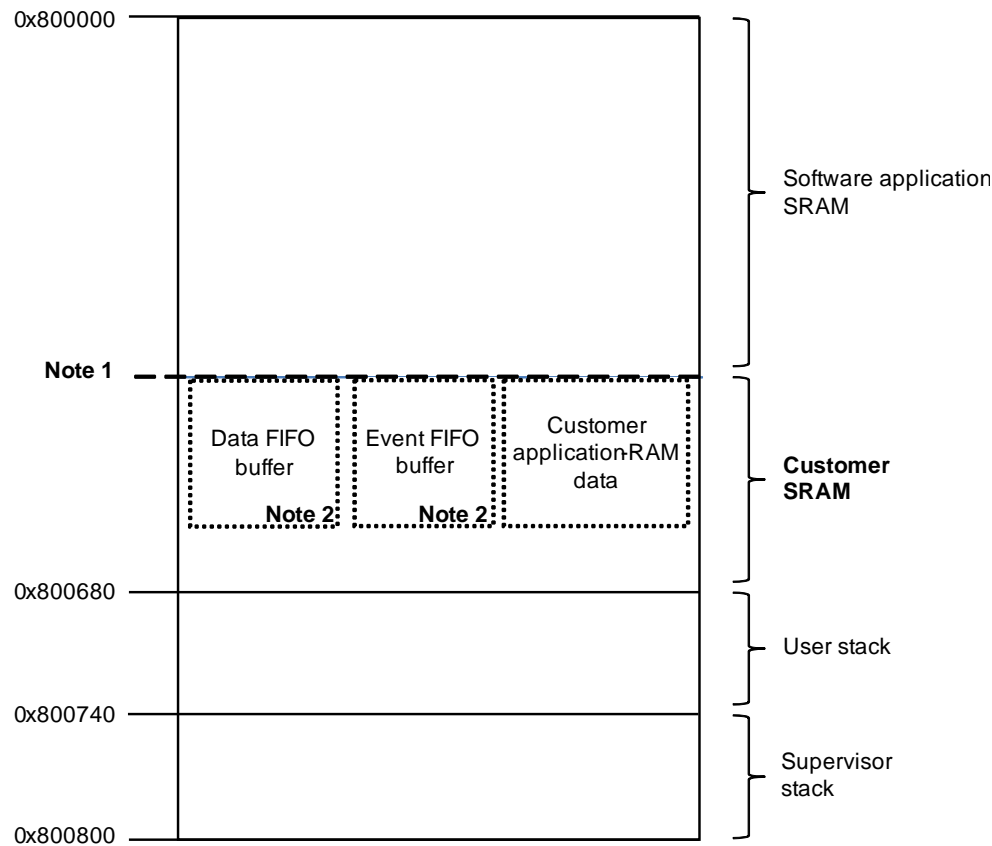 0x800000
Software application
SRAM
Note 1
Data FIFO
buffer
Note 2
Event FIFO
buffer
Note 2
Customer
application-RAM
data
Customer
SRAM
0x800680
User stack
0x800740
Supervisor
stack
0x800800